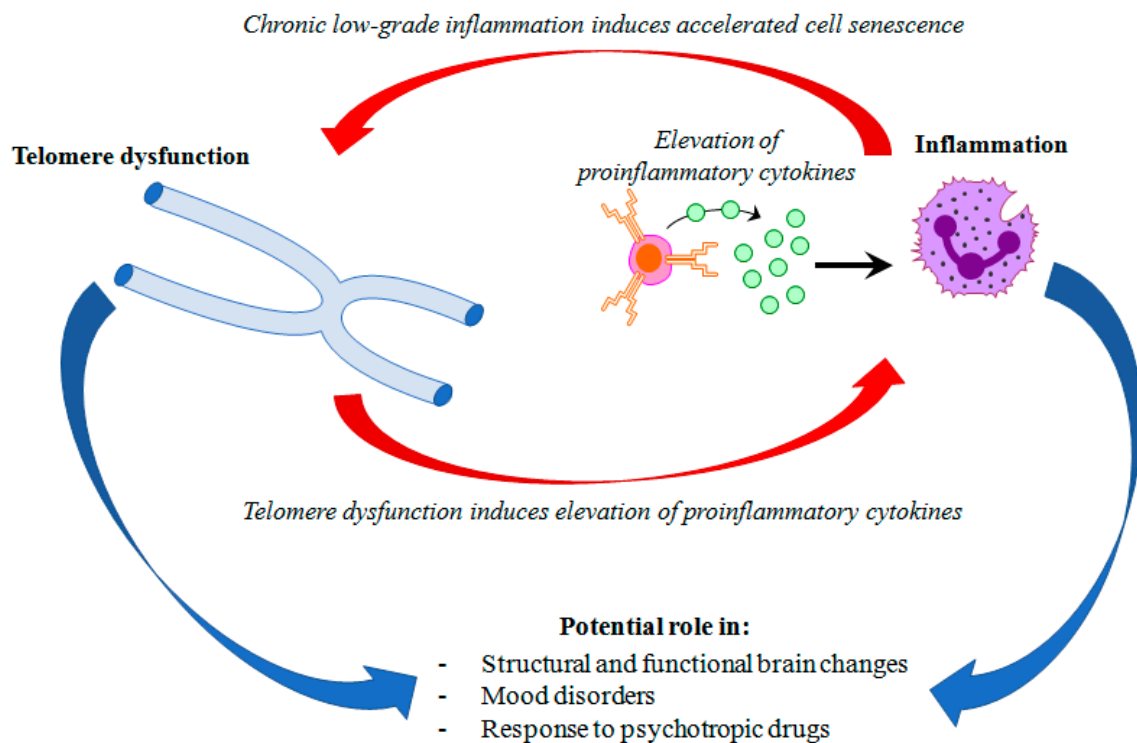 Chronic low-grade inflammation induces accelerated cell senescence
Telomere dysfunction
Elevation of
proinflammatory cytokines
Inflammation
Telomere dysfunction induces elevation of proinflammatory cytokines
Potential role in:
- Structural and functional brain changes
- Mood disorders
- Response to psychotropic drugs